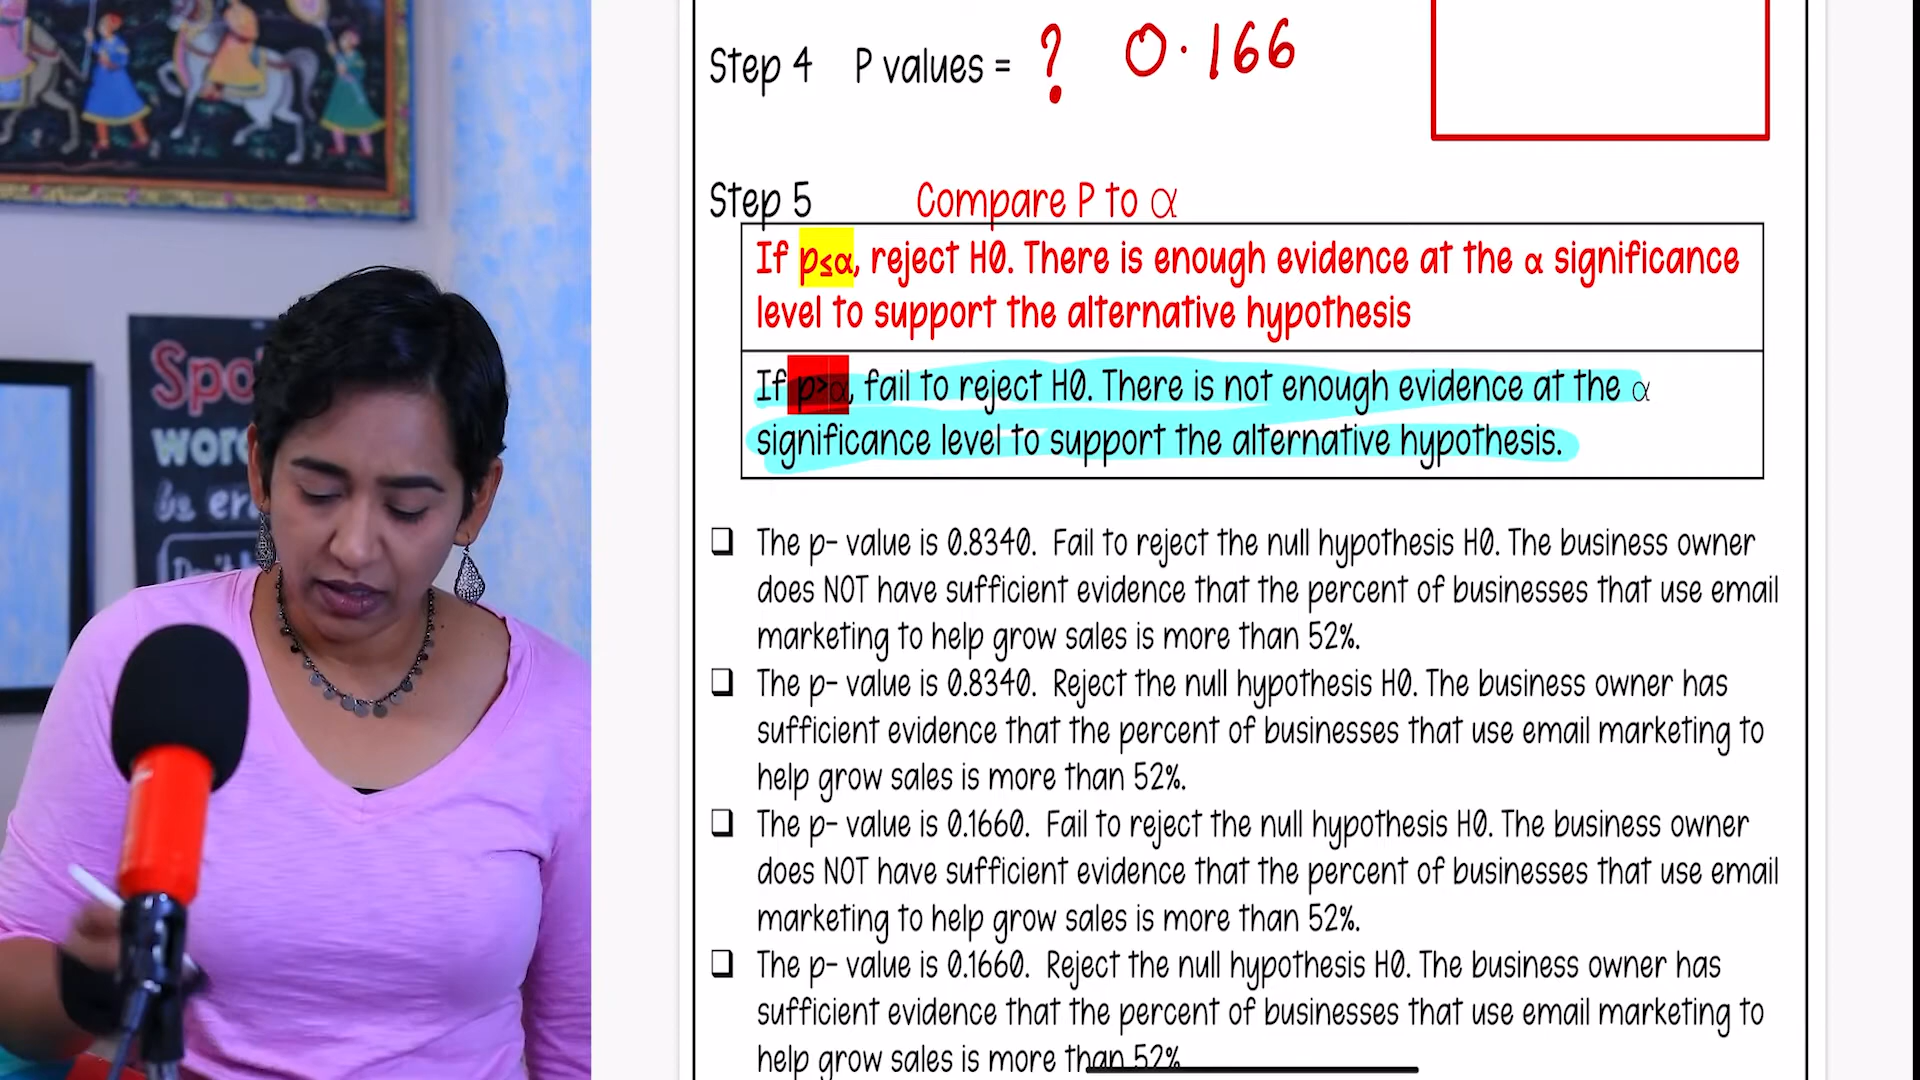 Step 4 P values = ? 0.166
Step 5 Compare P to α
If p≤α, reject H0. There is enough evidence at the α significance
level to support the alternative hypothesis
If p>α, fail to reject H0. There is not enough evidence at the α
significance level to support the alternative hypothesis.
❑ The p- value is 0.8340. Fail to reject the null hypothesis H0. The business owner
does NOT have sufficient evidence that the percent of businesses that use email
marketing to help grow sales is more than 52%.
❑ The p- value is 0.8340. Reject the null hypothesis H0. The business owner has
sufficient evidence that the percent of businesses that use email marketing to
help grow sales is more than 52%.
❑ The p- value is 0.1660. Fail to reject the null hypothesis H0. The business owner
does NOT have sufficient evidence that the percent of businesses that use email
marketing to help grow sales is more than 52%.
❑ The p- value is 0.1660. Reject the null hypothesis H0. The business owner has
sufficient evidence that the percent of businesses that use email marketing to
help grow sales is more than 52%
Spo
wor
be er
Don't